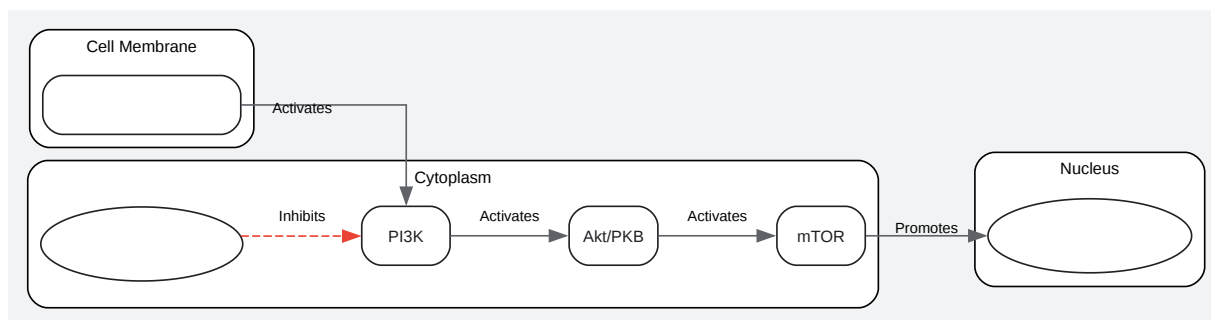 Cell Membrane
Activates
Cytoplasm
Nucleus
Inhibits
PI3K
Activates
Akt/PKB
Activates
mTOR
Promotes